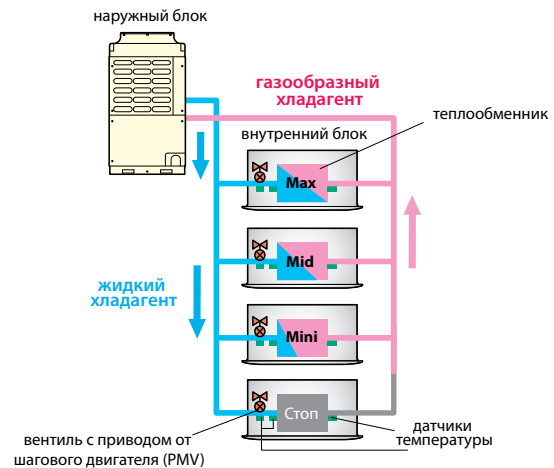 наружный блок
газообразный
хладагент
теплообменник
внутренний блок
Max
Mid
жидкий
хладагент
Mini
Стоп
датчики
температуры
вентиль с приводом от
шагового двигателя (PMV)